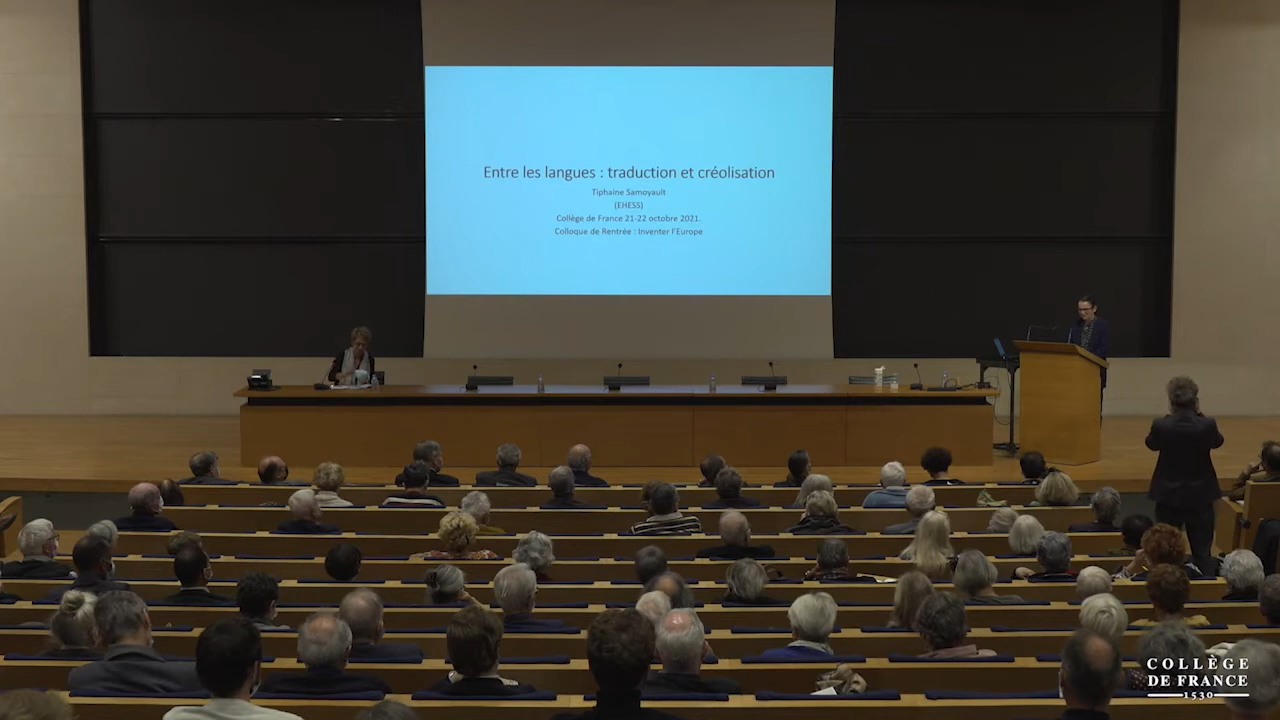 Entre les langues : traduction et créolisation
Tiphaine Samoyault
(EHESS)
Collège de France 21-22 octobre 2021.
Colloque de Rentrée : Inventer l'Europe
COLLÈGE
DE FRANCE
1530